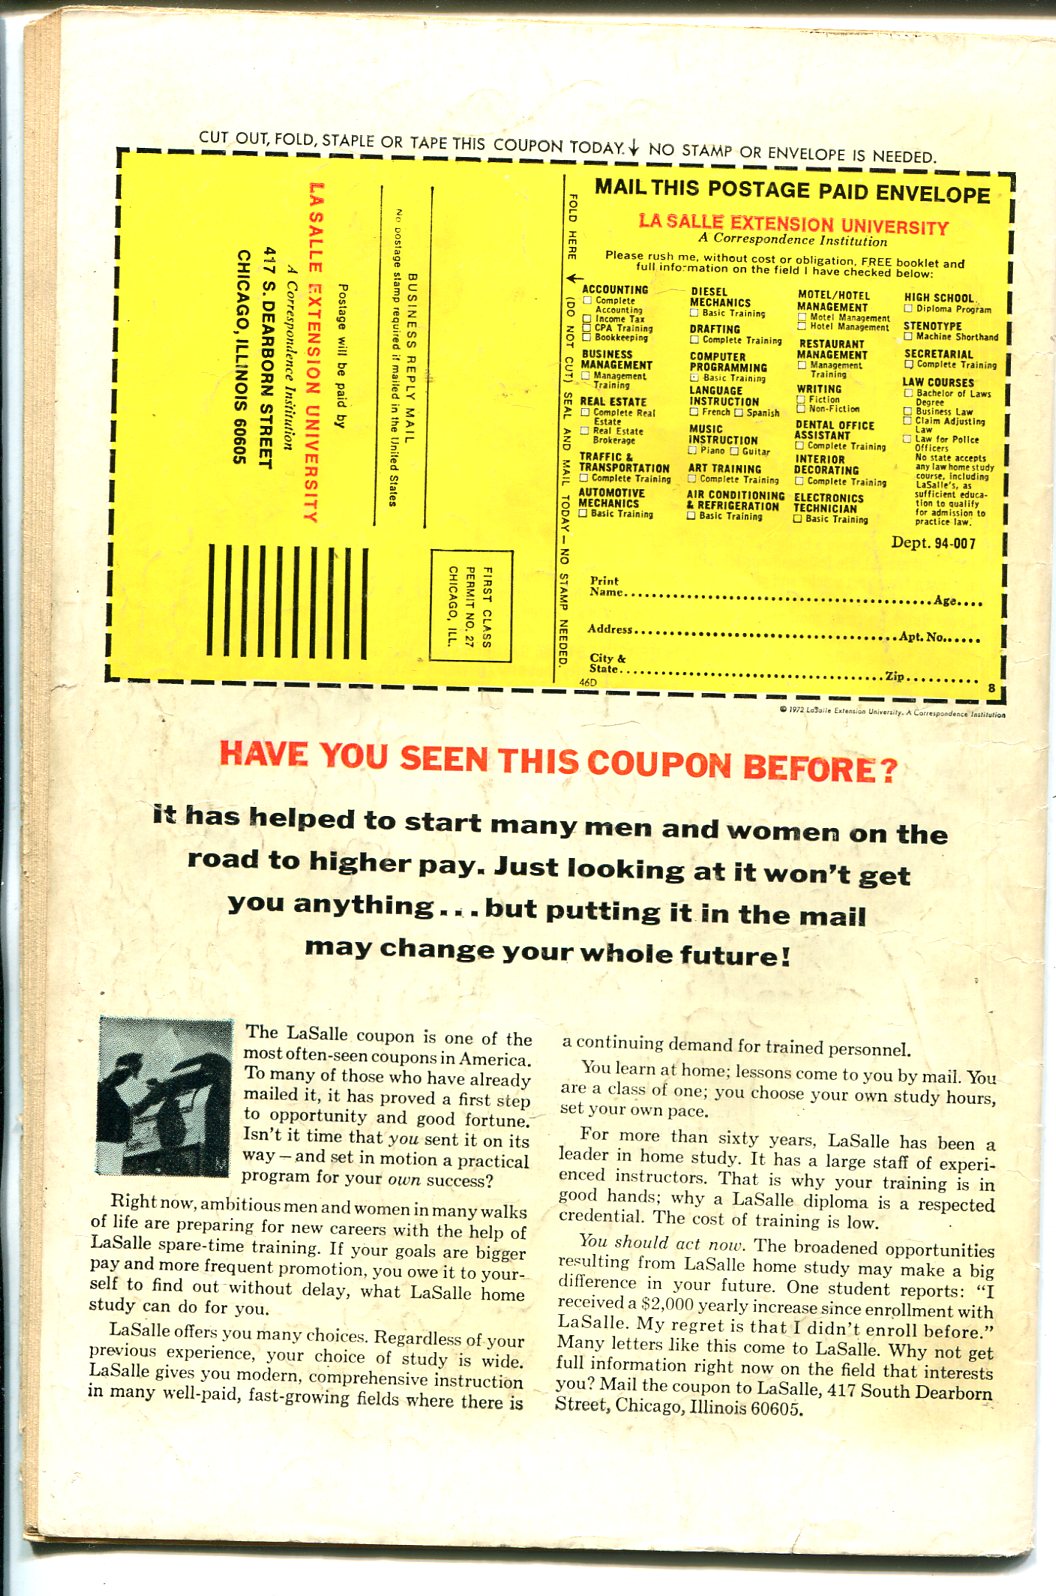 CUT OUT, FOLD, STAPLE OR TAPE THIS COUPON TODAY.↓ NO STAMP OR ENVELOPE IS NEEDED.
FIRST CLASS
PERMIT NO. 27
CHICAGO, ILL.
BUSINESS REPLY MAIL
No postage stamp required if mailed in the United States
Postage will be paid by
LA SALLE EXTENSION UNIVERSITY
A Correspondence Institution
417 S. DEARBORN STREET
CHICAGO, ILLINOIS 60605
FOLD HERE → (DO NOT CUT) SEAL AND MAIL TODAY — NO STAMP NEEDED.
MAIL THIS POSTAGE PAID ENVELOPE
LA SALLE EXTENSION UNIVERSITY
A Correspondence Institution
Please rush me, without cost or obligation, FREE booklet and
full information on the field I have checked below:
ACCOUNTING
☐ Complete
Accounting
☐ Income Tax
☐ CPA Training
☐ Bookkeeping
BUSINESS
MANAGEMENT
☐ Management
Training
REAL ESTATE
☐ Complete Real
Estate
☐ Real Estate
Brokerage
TRAFFIC &
TRANSPORTATION
☐ Complete Training
AUTOMOTIVE
MECHANICS
☐ Basic Training
DIESEL
MECHANICS
☐ Basic Training
DRAFTING
☐ Complete Training
COMPUTER
PROGRAMMING
☐ Basic Training
LANGUAGE
INSTRUCTION
☐ French ☐ Spanish
MUSIC
INSTRUCTION
☐ Piano ☐ Guitar
ART TRAINING
☐ Complete Training
AIR CONDITIONING
& REFRIGERATION
☐ Basic Training
MOTEL/HOTEL
MANAGEMENT
☐ Motel Management
☐ Hotel Management
RESTAURANT
MANAGEMENT
☐ Management
Training
WRITING
☐ Fiction
☐ Non-Fiction
DENTAL OFFICE
ASSISTANT
☐ Complete Training
INTERIOR
DECORATING
☐ Complete Training
ELECTRONICS
TECHNICIAN
☐ Basic Training
HIGH SCHOOL
☐ Diploma Program
STENOTYPE
☐ Machine Shorthand
SECRETARIAL
☐ Complete Training
LAW COURSES
☐ Bachelor of Laws
Degree
☐ Business Law
☐ Claim Adjusting
Law
☐ Law for Police
Officers
No state accepts
any law home study
course, including
LaSalle's, as
sufficient educa-
tion to qualify
for admission to
practice law.
Dept. 94-007
Print
Name.......Age....
Address.......Apt. No......
City &
State.......Zip..........
46D
8
© 1972 LaSalle Extension University. A Correspondence Institution
HAVE YOU SEEN THIS COUPON BEFORE?
it has helped to start many men and women on the
road to higher pay. Just looking at it won't get
you anything...but putting it in the mail
may change your whole future!
The LaSalle coupon is one of the
most often-seen coupons in America.
To many of those who have already
mailed it, it has proved a first step
to opportunity and good fortune.
Isn't it time that you sent it on its
way—and set in motion a practical
program for your own success?
Right now, ambitious men and women in many walks
of life are preparing for new careers with the help of
LaSalle spare-time training. If your goals are bigger
pay and more frequent promotion, you owe it to your-
self to find out without delay, what LaSalle home
study can do for you.
LaSalle offers you many choices. Regardless of your
previous experience, your choice of study is wide.
LaSalle gives you modern, comprehensive instruction
in many well-paid, fast-growing fields where there is
a continuing demand for trained personnel.
You learn at home; lessons come to you by mail. You
are a class of one; you choose your own study hours,
set your own pace.
For more than sixty years, LaSalle has been a
leader in home study. It has a large staff of experi-
enced instructors. That is why your training is in
good hands; why a LaSalle diploma is a respected
credential. The cost of training is low.
You should act now. The broadened opportunities
resulting from LaSalle home study may make a big
difference in your future. One student reports: "I
received a $2,000 yearly increase since enrollment with
LaSalle. My regret is that I didn't enroll before."
Many letters like this come to LaSalle. Why not get
full information right now on the field that interests
you? Mail the coupon to LaSalle, 417 South Dearborn
Street, Chicago, Illinois 60605.